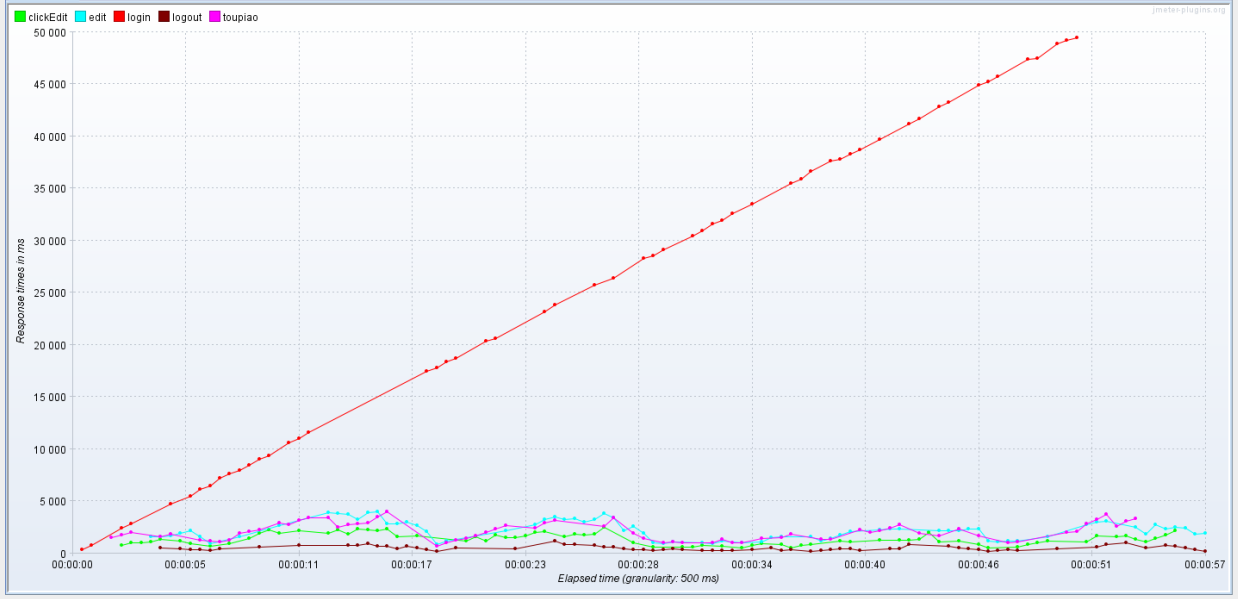 clickEdit edit login logout toupiao
jmeter-plugins.org
50 000
45 000
40 000
35 000
30 000
25 000
20 000
15 000
10 000
5 000
0
Response times in ms
00:00:00 00:00:05 00:00:11 00:00:17 00:00:23 00:00:28 00:00:34 00:00:40 00:00:46 00:00:51 00:00:57
Elapsed time (granularity: 500 ms)